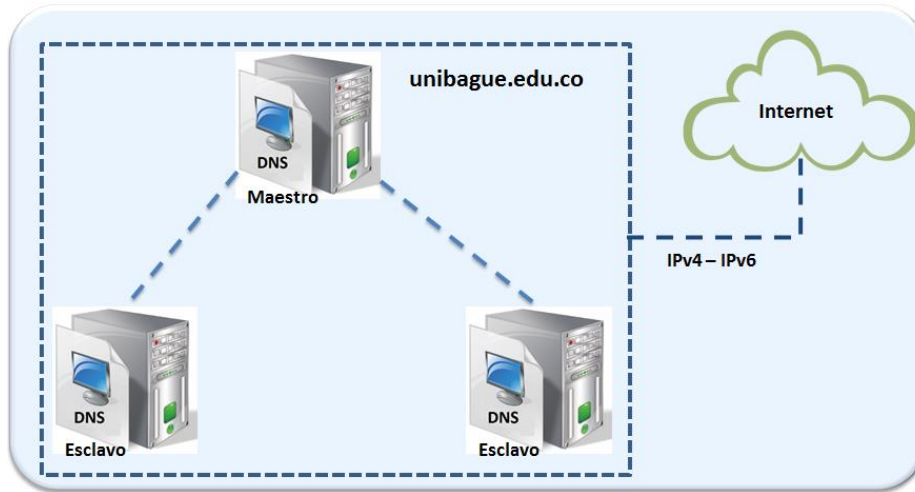 unibague.edu.co
DNS
Maestro
Internet
IPv4 – IPv6
DNS
Esclavo
DNS
Esclavo